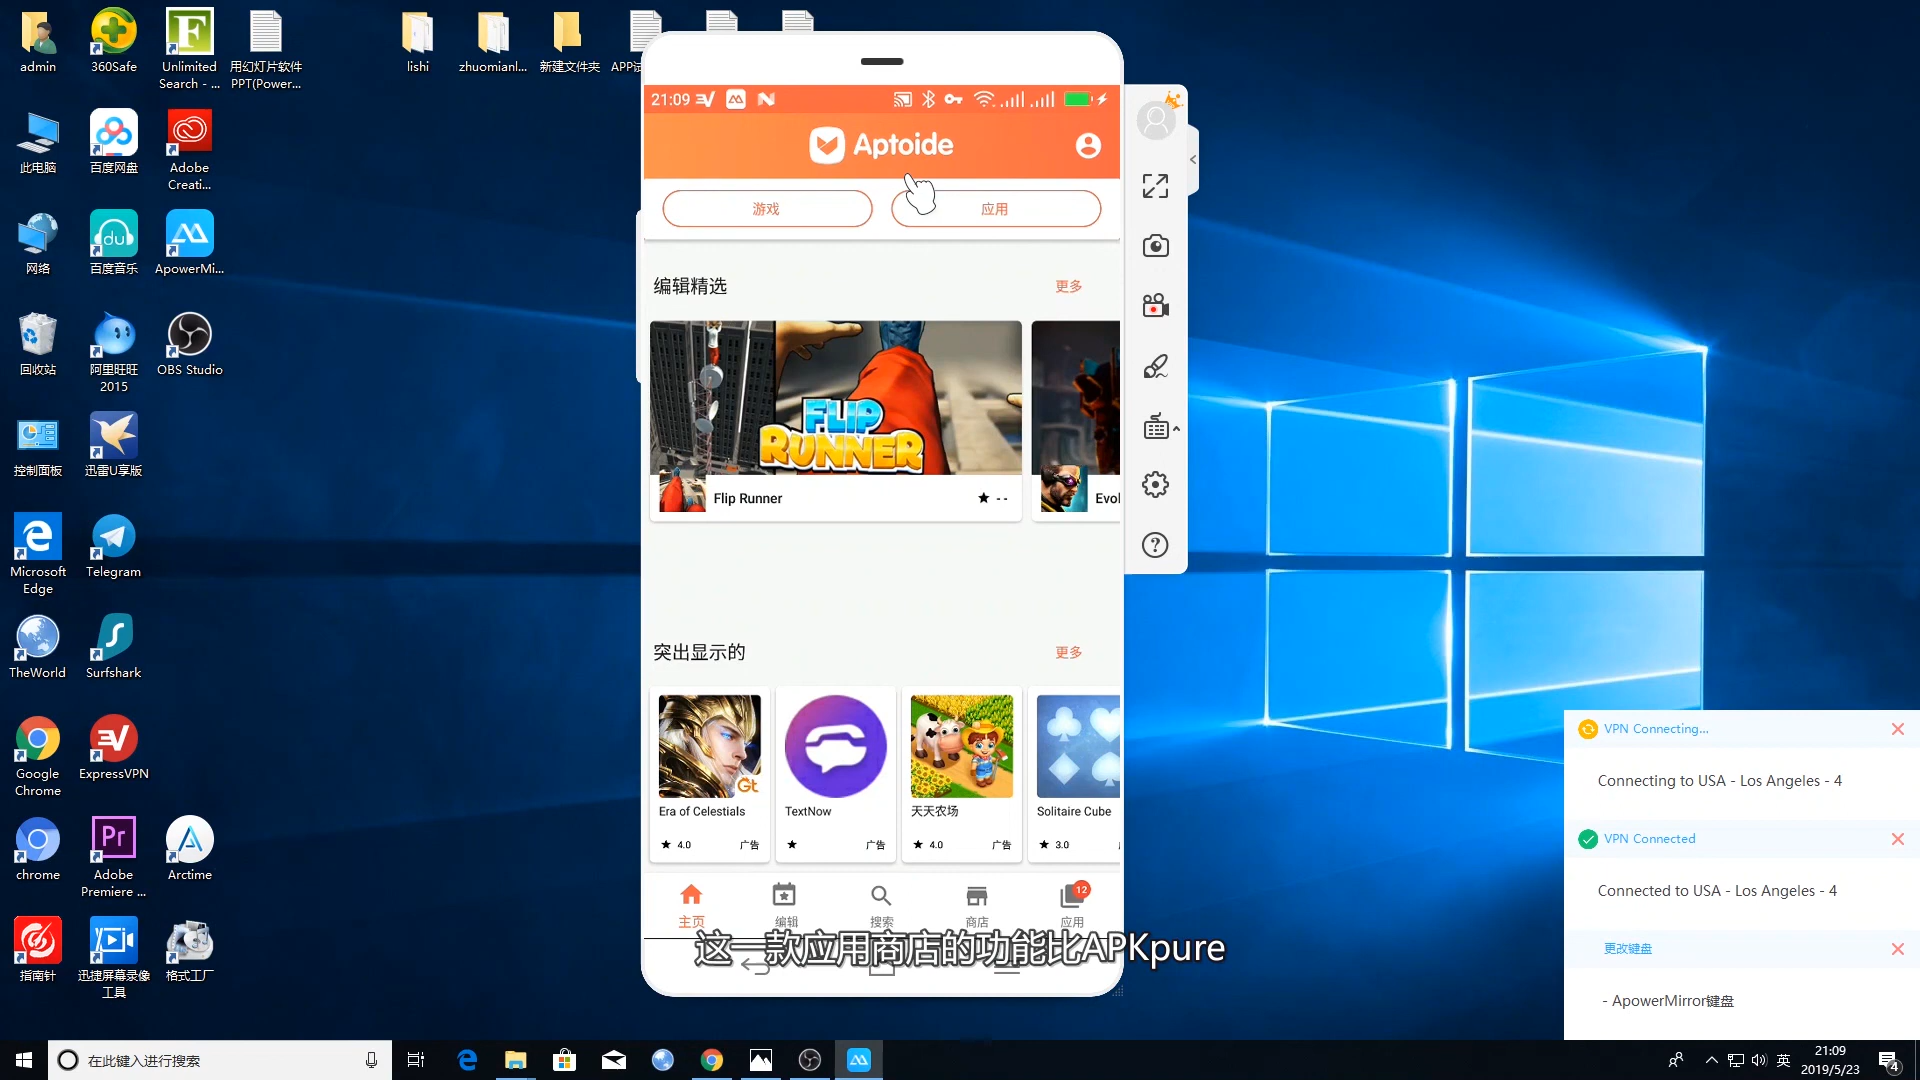 admin
360Safe
Unlimited
Search - ...
用幻灯片软件
PPT(Power...
lishi
zhuomianl...
新建文件夹
此电脑
百度网盘
Adobe
Creati...
网络
百度音乐
ApowerMi...
回收站
阿里旺旺
2015
OBS Studio
控制面板
迅雷U享版
Microsoft
Edge
Telegram
TheWorld
Surfshark
Google
Chrome
ExpressVPN
chrome
Adobe
Premiere ...
Arctime
指南针
迅捷屏幕录像
工具
格式工厂
21:09
Aptoide
游戏
应用
编辑精选
更多
FLIP
RUNNER
Flip Runner
★ - -
Evol
突出显示的
更多
Era of Celestials
★ 4.0
广告
TextNow
★
广告
天天农场
★ 4.0
广告
Solitaire Cube
★ 3.0
主页
编辑
搜索
商店
12
应用
这一款应用商店的功能比APKpure
VPN Connecting...
Connecting to USA - Los Angeles - 4
VPN Connected
Connected to USA - Los Angeles - 4
更改键盘
- ApowerMirror键盘
在此键入进行搜索
英
21:09
2019/5/23
4